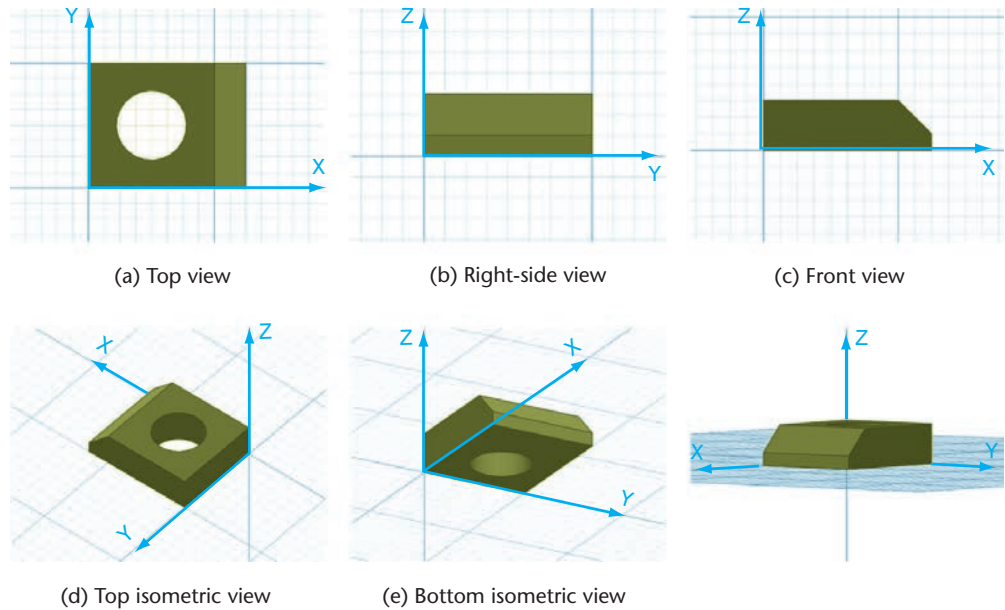 Y
X
(a) Top view
Z
Y
(b) Right-side view
Z
X
(c) Front view
X
Z
Y
(d) Top isometric view
Z
X
Y
(e) Bottom isometric view
Z
X
Y